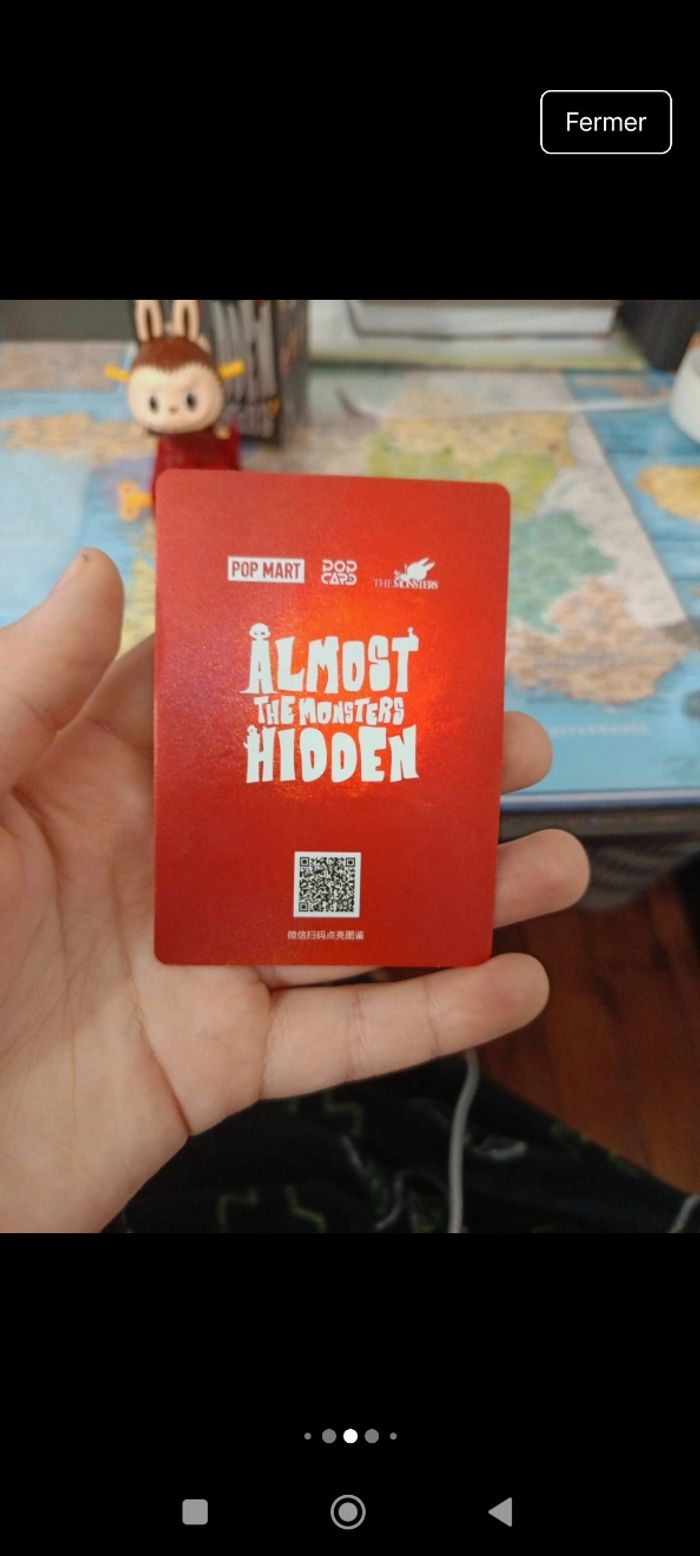 Fermer
POP MART POP CARD THE MONSTERS
ALMOST
THE MONSTERS
HIDDEN
微信扫码点亮图鉴